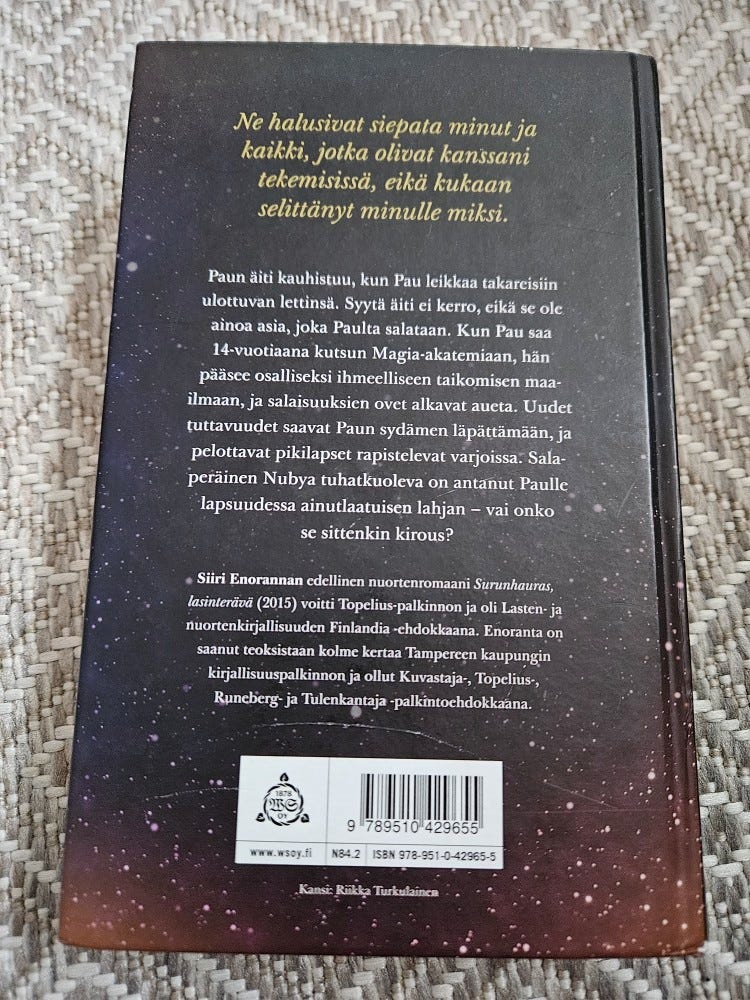 Ne halusivat siepata minut ja
kaikki, jotka olivat kanssani
tekemisissä, eikä kukaan
selittänyt minulle miksi.
Paun äiti kauhistuu, kun Pau leikkaa takareisiin
ulottuvan lettinsä. Syytä äiti ei kerro, eikä se ole
ainoa asia, joka Paulta salataan. Kun Pau saa
14-vuotiaana kutsun Magia-akatemiaan, hän
pääsee osalliseksi ihmeelliseen taikomisen maa-
ilmaan, ja salaisuuksien ovet alkavat aueta. Uudet
tuttavuudet saavat Paun sydämen läpättämään, ja
pelottavat pikilapset rapistelevat varjoissa. Sala-
peräinen Nubya tuhatkuoleva on antanut Paulle
lapsuudessa ainutlaatuisen lahjan – vai onko
se sittenkin kirous?
Siiri Enorannan edellinen nuortenromaani Surunhauras,
lasinterävä (2015) voitti Topelius-palkinnon ja oli Lasten- ja
nuortenkirjallisuuden Finlandia -ehdokkaana. Enoranta on
saanut teoksistaan kolme kertaa Tampereen kaupungin
kirjallisuuspalkinnon ja ollut Kuvastaja-, Topelius-,
Runeberg- ja Tulenkantaja -palkintoehdokkaana.
1878
WS
OY
9 789510 429655
www.wsoy.fi N84.2 ISBN 978-951-0-42965-5
Kansi: Riikka Turkulainen